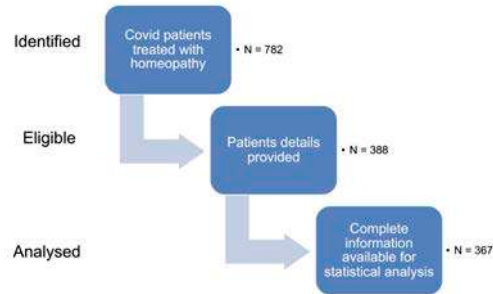 Identified
Covid patients
treated with
homeopathy
• N = 782
Eligible
Patients details
provided
• N = 388
Analysed
Complete
information
available for
statistical analysis
• N = 367